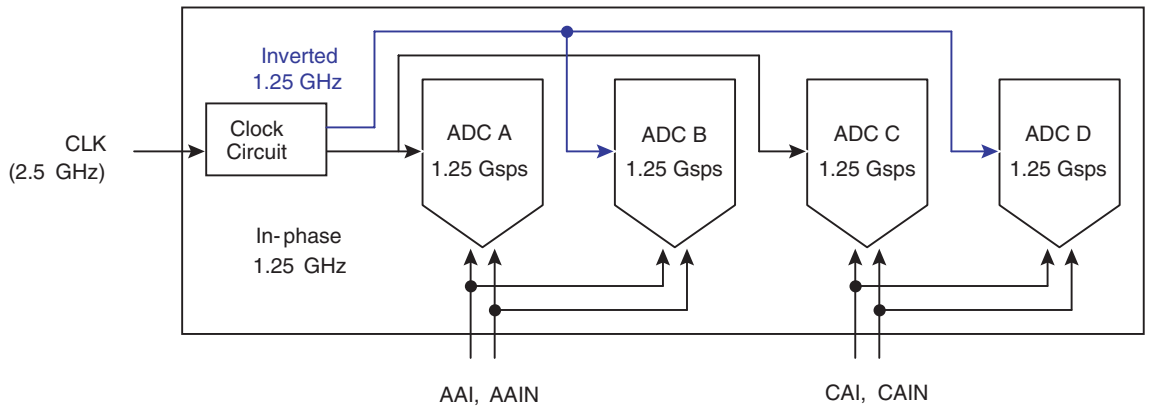 Inverted
1.25 GHz
CLK
(2.5 GHz)
Clock
Circuit
ADC A
1.25 Gsps
ADC B
1.25 Gsps
ADC C
1.25 Gsps
ADC D
1.25 Gsps
In-phase
1.25 GHz
AAI, AAIN
CAI, CAIN